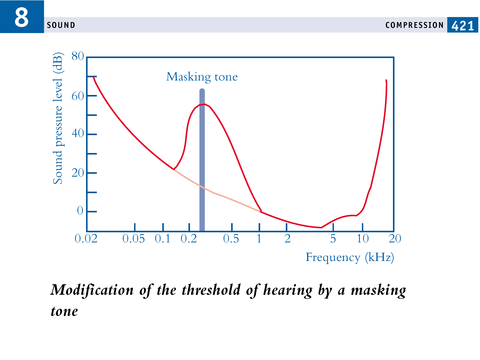 8
SOUND
COMPRESSION 421
Sound pressure level (dB)
80
60
40
20
0
Masking tone
0.02 0.05 0.1 0.2 0.5 1 2 5 10 20
Frequency (kHz)
Modification of the threshold of hearing by a masking
tone